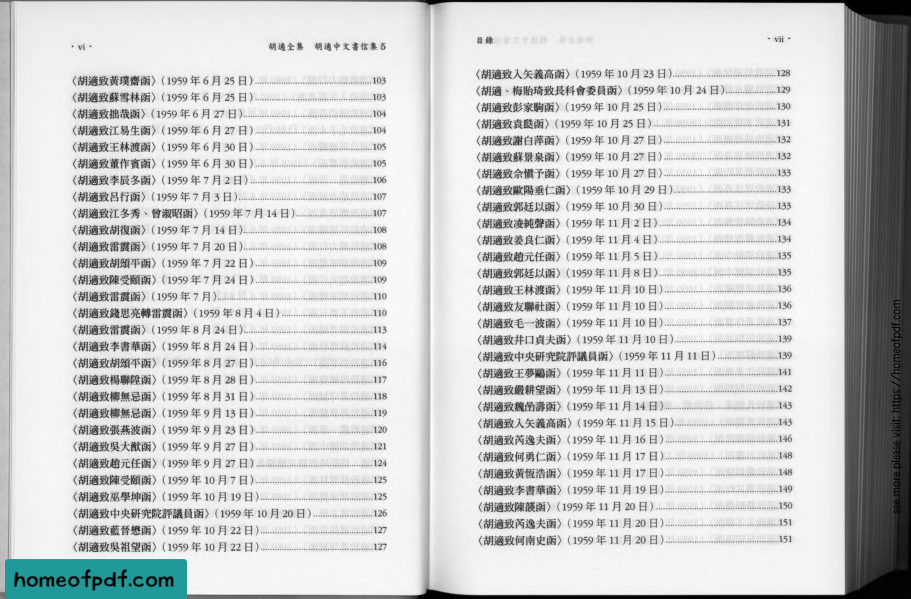 · vi ·
胡適全集 胡適中文書信集 5
〈胡適致黃璞齋函〉(1959 年 6 月 25 日)......103
〈胡適致蘇雪林函〉(1959 年 6 月 25 日)......103
〈胡適致拙哉函〉(1959 年 6 月 27 日)......104
〈胡適致江易生函〉(1959 年 6 月 27 日)......104
〈胡適致王林渡函〉(1959 年 6 月 30 日)......105
〈胡適致董作賓函〉(1959 年 6 月 30 日)......105
〈胡適致李辰冬函〉(1959 年 7 月 2 日)......106
〈胡適致呂行函〉(1959 年 7 月 3 日)......107
〈胡適致江冬秀、曾淑昭函〉(1959 年 7 月 14 日)......107
〈胡適致胡復函〉(1959 年 7 月 14 日)......108
〈胡適致雷震函〉(1959 年 7 月 20 日)......108
〈胡適致胡頌平函〉(1959 年 7 月 22 日)......109
〈胡適致陳受頤函〉(1959 年 7 月 24 日)......109
〈胡適致雷震函〉(1959 年 7 月)......110
〈胡適致錢思亮轉雷震函〉(1959 年 8 月 4 日)......110
〈胡適致雷震函〉(1959 年 8 月 24 日)......113
〈胡適致李書華函〉(1959 年 8 月 24 日)......114
〈胡適致胡頌平函〉(1959 年 8 月 27 日)......116
〈胡適致楊聯陞函〉(1959 年 8 月 28 日)......117
〈胡適致柳無忌函〉(1959 年 8 月 31 日)......118
〈胡適致柳無忌函〉(1959 年 9 月 13 日)......119
〈胡適致張燕波函〉(1959 年 9 月 23 日)......120
〈胡適致吳大猷函〉(1959 年 9 月 27 日)......121
〈胡適致趙元任函〉(1959 年 9 月 27 日)......124
〈胡適致陳受頤函〉(1959 年 10 月 7 日)......125
〈胡適致巫學坤函〉(1959 年 10 月 19 日)......125
〈胡適致中央研究院評議員函〉(1959 年 10 月 20 日)......126
〈胡適致藍晉懋函〉(1959 年 10 月 22 日)......127
〈胡適致吳祖望函〉(1959 年 10 月 22 日)......127
目錄
· vii ·
〈胡適致入矢義高函〉(1959 年 10 月 23 日)......128
〈胡適、梅貽琦致長科會委員函〉(1959 年 10 月 24 日)......129
〈胡適致彭家駒函〉(1959 年 10 月 25 日)......130
〈胡適致袁瓞函〉(1959 年 10 月 25 日)......131
〈胡適致謝白萍函〉(1959 年 10 月 27 日)......132
〈胡適致蘇景泉函〉(1959 年 10 月 27 日)......132
〈胡適致佘愼予函〉(1959 年 10 月 27 日)......133
〈胡適致歐陽垂仁函〉(1959 年 10 月 29 日)......133
〈胡適致郭廷以函〉(1959 年 10 月 30 日)......133
〈胡適致凌純聲函〉(1959 年 11 月 2 日)......134
〈胡適致姜良仁函〉(1959 年 11 月 4 日)......134
〈胡適致趙元任函〉(1959 年 11 月 5 日)......135
〈胡適致郭廷以函〉(1959 年 11 月 8 日)......135
〈胡適致王林渡函〉(1959 年 11 月 10 日)......136
〈胡適致友聯社函〉(1959 年 11 月 10 日)......136
〈胡適致毛一波函〉(1959 年 11 月 10 日)......137
〈胡適致井口貞夫函〉(1959 年 11 月 10 日)......139
〈胡適致中央研究院評議員函〉(1959 年 11 月 11 日)......139
〈胡適致王夢鷗函〉(1959 年 11 月 11 日)......141
〈胡適致嚴耕望函〉(1959 年 11 月 13 日)......142
〈胡適致魏喦壽函〉(1959 年 11 月 14 日)......143
〈胡適致入矢義高函〉(1959 年 11 月 15 日)......143
〈胡適致芮逸夫函〉(1959 年 11 月 16 日)......146
〈胡適致何勇仁函〉(1959 年 11 月 17 日)......148
〈胡適致黃恆浩函〉(1959 年 11 月 17 日)......148
〈胡適致李書華函〉(1959 年 11 月 19 日)......149
〈胡適致陳朕函〉(1959 年 11 月 20 日)......150
〈胡適致芮逸夫函〉(1959 年 11 月 20 日)......151
〈胡適致何南史函〉(1959 年 11 月 20 日)......151
see more please visit: https://homeofpdf.com
homeofpdf.com